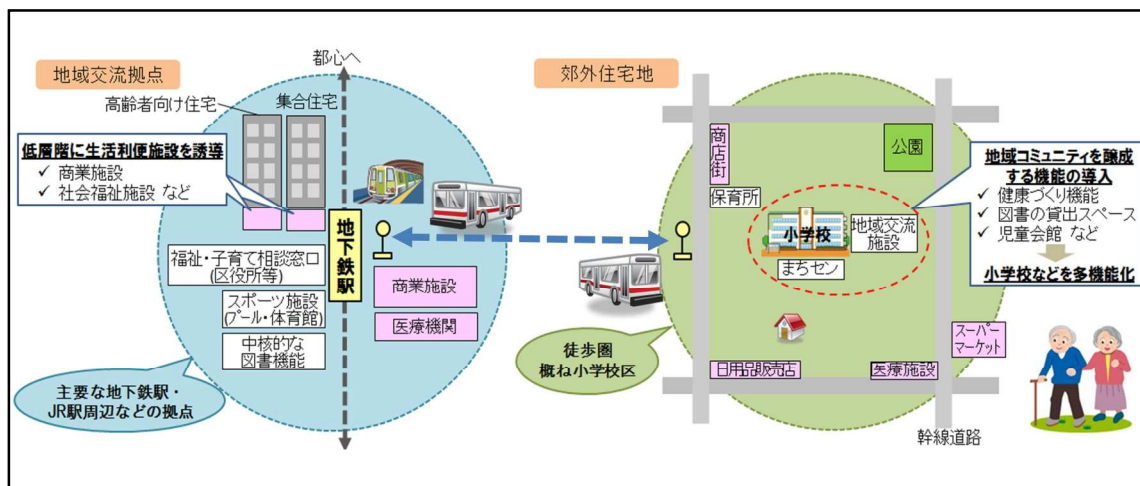 都心へ
地域交流拠点
高齢者向け住宅
集合住宅
低層階に生活利便施設を誘導
✓ 商業施設
✓ 社会福祉施設 など
地下鉄駅
福祉・子育て相談窓口
(区役所等)
スポーツ施設
(プール・体育館)
中核的な
図書機能
商業施設
医療機関
主要な地下鉄駅・
JR駅周辺などの拠点
郊外住宅地
商店街
公園
保育所
小学校
地域交流
施設
まちセン
地域コミュニティを醸成
する機能の導入
✓ 健康づくり機能
✓ 図書の貸出スペース
✓ 児童会館 など
小学校などを多機能化
徒歩圏
概ね小学校区
日用品販売店
医療施設
スーパー
マーケット
幹線道路